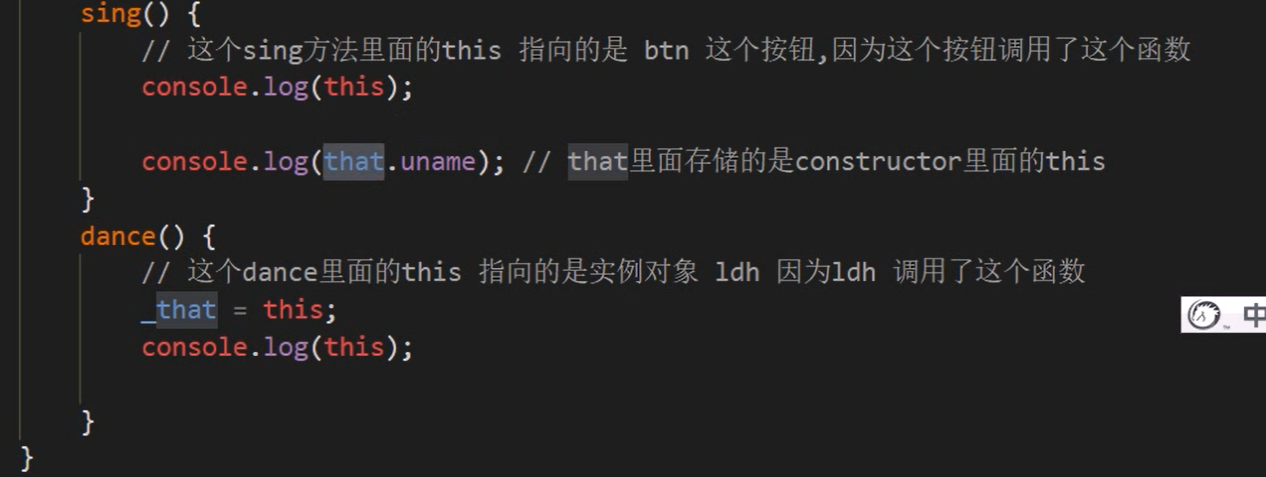 sing() {
// 这个sing方法里面的this 指向的是 btn 这个按钮,因为这个按钮调用了这个函数
console.log(this);
console.log(that.uname); // that里面存储的是constructor里面的this
}
dance() {
// 这个dance里面的this 指向的是实例对象 ldh 因为ldh 调用了这个函数
_that = this;
中
console.log(this);
}
}